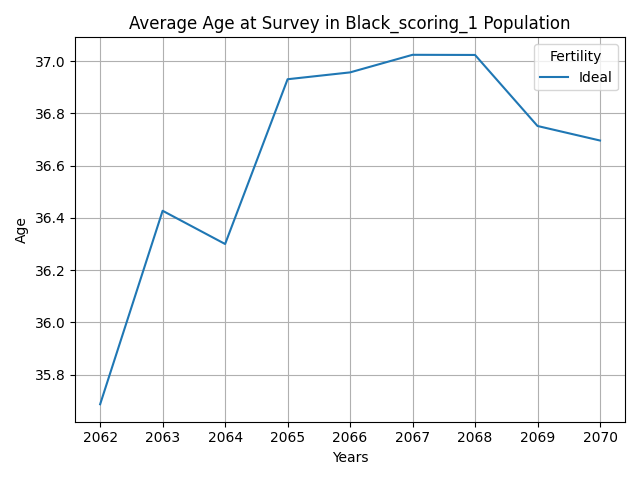 Average Age at Survey in Black_scoring_1 Population
Fertility
Ideal
Age
37.0
36.8
36.6
36.4
36.2
36.0
35.8
2062 2063 2064 2065 2066 2067 2068 2069 2070
Years